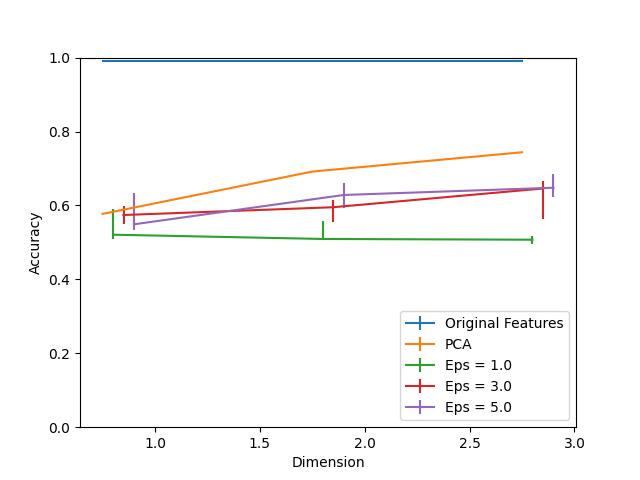 1.0
0.8
0.6
0.4
0.2
0.0
Accuracy
1.0 1.5 2.0 2.5 3.0
Dimension
Original Features
PCA
Eps = 1.0
Eps = 3.0
Eps = 5.0